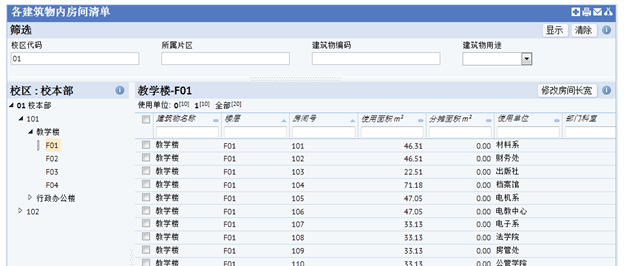 各建筑物内房间清单
筛选
显示 清除
校区代码 所属片区 建筑物编码 建筑物用途
01
校区：校本部
01 校本部
101
教学楼
F01
F02
F03
F04
行政办公楼
102
教学楼-F01
修改房间长宽
使用单位: 0[10] 1[10] 全部[20]
建筑物名称 楼层 房间号 使用面积 m² 分摊面积 m² 使用单位 部门科室
教学楼 F01 101 46.31 0.00 材料系
教学楼 F01 102 46.51 0.00 财务处
教学楼 F01 103 22.51 0.00 出版社
教学楼 F01 104 71.18 0.00 档案馆
教学楼 F01 105 47.05 0.00 电机系
教学楼 F01 106 47.05 0.00 电教中心
教学楼 F01 107 33.13 0.00 电子系
教学楼 F01 108 33.13 0.00 法学院
教学楼 F01 109 33.13 0.00 房管处
教学楼 F01 110 33.13 0.00 公管学院